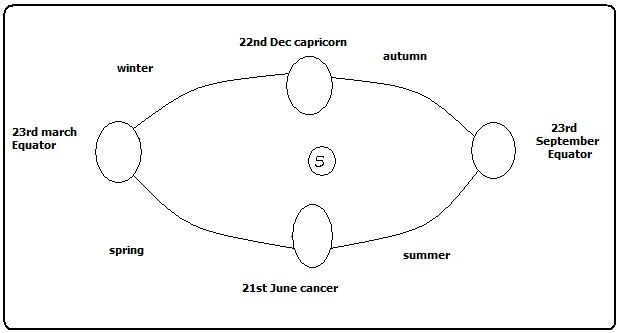 22nd Dec capricorn
winter
autumn
23rd march
Equator
23rd
September
Equator
S
spring
summer
21st June cancer